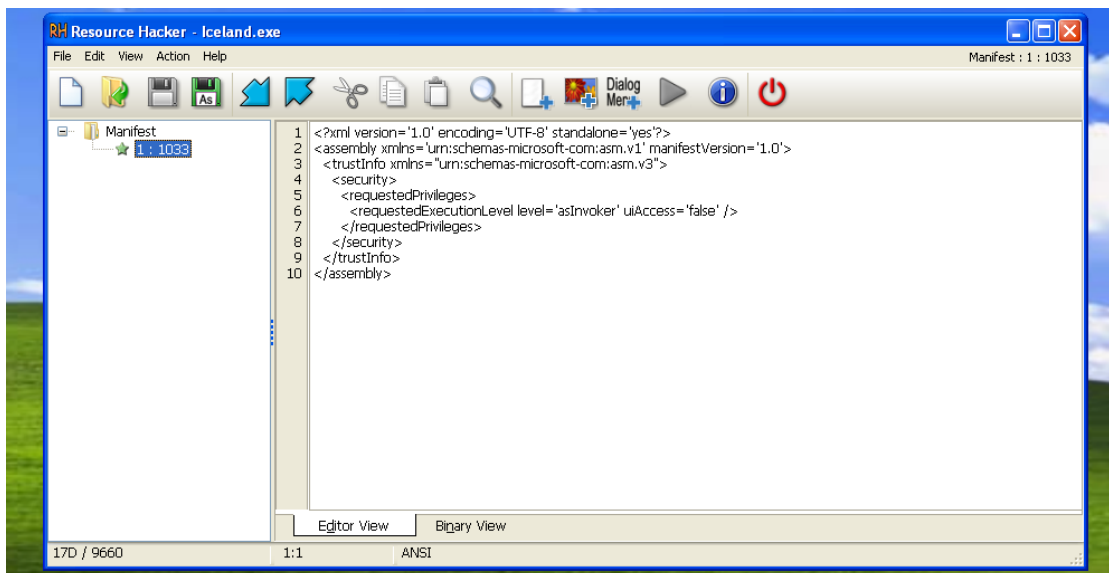 RH Resource Hacker - Iceland.exe
File Edit View Action Help
Manifest : 1 : 1033
As
Dialog
Men
Manifest
1 : 1033
1 <?xml version='1.0' encoding='UTF-8' standalone='yes'?>
2 <assembly xmlns='urn:schemas-microsoft-com:asm.v1' manifestVersion='1.0'>
3 <trustInfo xmlns="urn:schemas-microsoft-com:asm.v3">
4 <security>
5 <requestedPrivileges>
6 <requestedExecutionLevel level='asInvoker' uiAccess='false' />
7 </requestedPrivileges>
8 </security>
9 </trustInfo>
10 </assembly>
Editor View Binary View
17D / 9660 1:1 ANSI